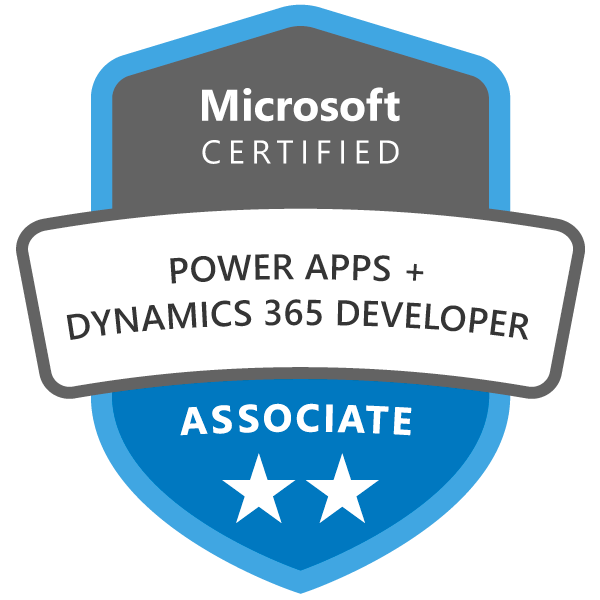 Microsoft
CERTIFIED
POWER APPS +
DYNAMICS 365 DEVELOPER
ASSOCIATE